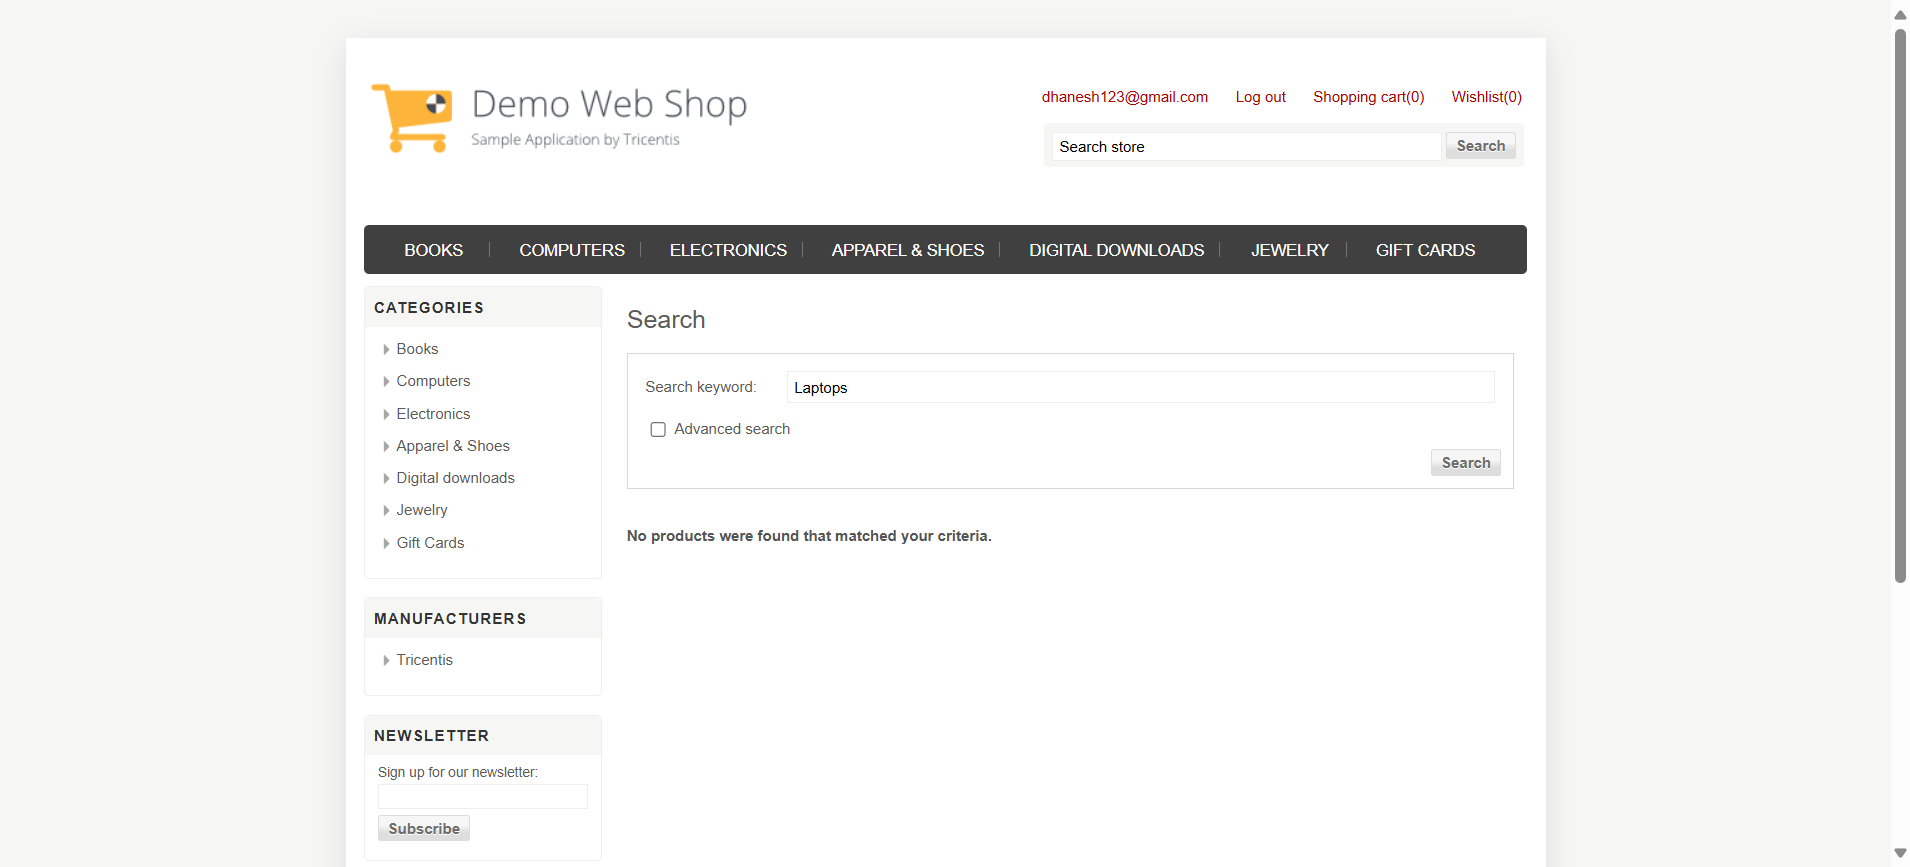 Demo Web Shop
Sample Application by Tricentis
dhanesh123@gmail.com Log out Shopping cart(0) Wishlist(0)
Search store Search
BOOKS COMPUTERS ELECTRONICS APPAREL & SHOES DIGITAL DOWNLOADS JEWELRY GIFT CARDS
CATEGORIES
Books
Computers
Electronics
Apparel & Shoes
Digital downloads
Jewelry
Gift Cards
MANUFACTURERS
Tricentis
NEWSLETTER
Sign up for our newsletter:
Subscribe
Search
Search keyword: Laptops
Advanced search
Search
No products were found that matched your criteria.